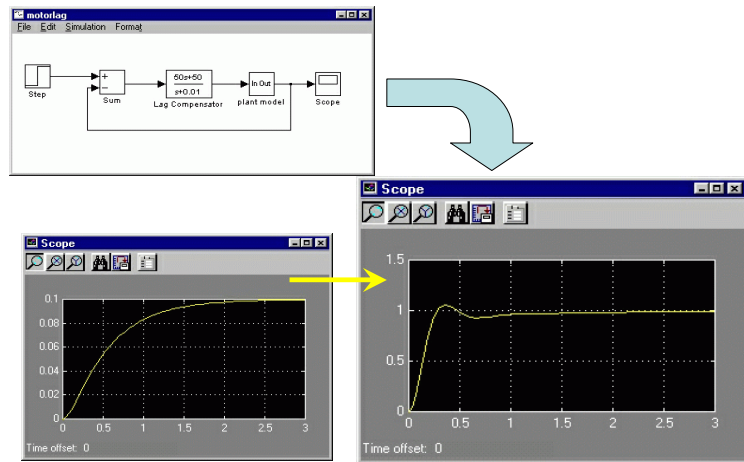 motorlag
File Edit Simulation Format
Step
+
−
Sum
50s+50
s+0.01
Lag Compensator
In Out
plant model
Scope
Scope
0.1
0.08
0.06
0.04
0.02
0
0 0.5 1 1.5 2 2.5 3
Time offset: 0
Scope
1.5
1
0.5
0
0 0.5 1 1.5 2 2.5 3
Time offset: 0